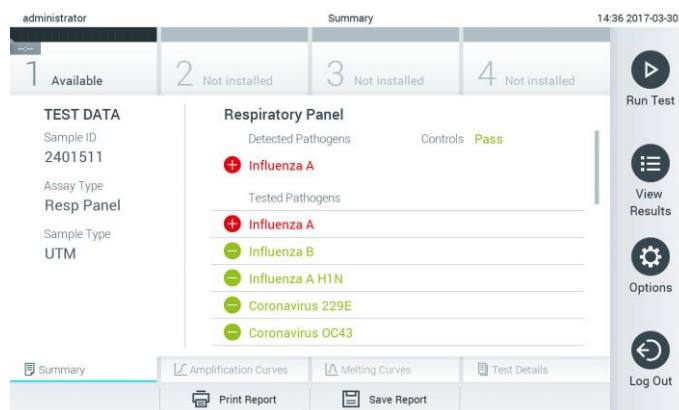 administrator Summary 14:36 2017-03-30
--:--
1 Available 2 Not installed 3 Not installed 4 Not installed
Run Test
TEST DATA
Sample ID
2401511
Assay Type
Resp Panel
Sample Type
UTM
Respiratory Panel
Detected Pathogens Controls Pass
Influenza A
Tested Pathogens
Influenza A
Influenza B
Influenza A H1N
Coronavirus 229E
Coronavirus OC43
View
Results
Options
Log Out
Summary Amplification Curves Melting Curves Test Details
Print Report Save Report